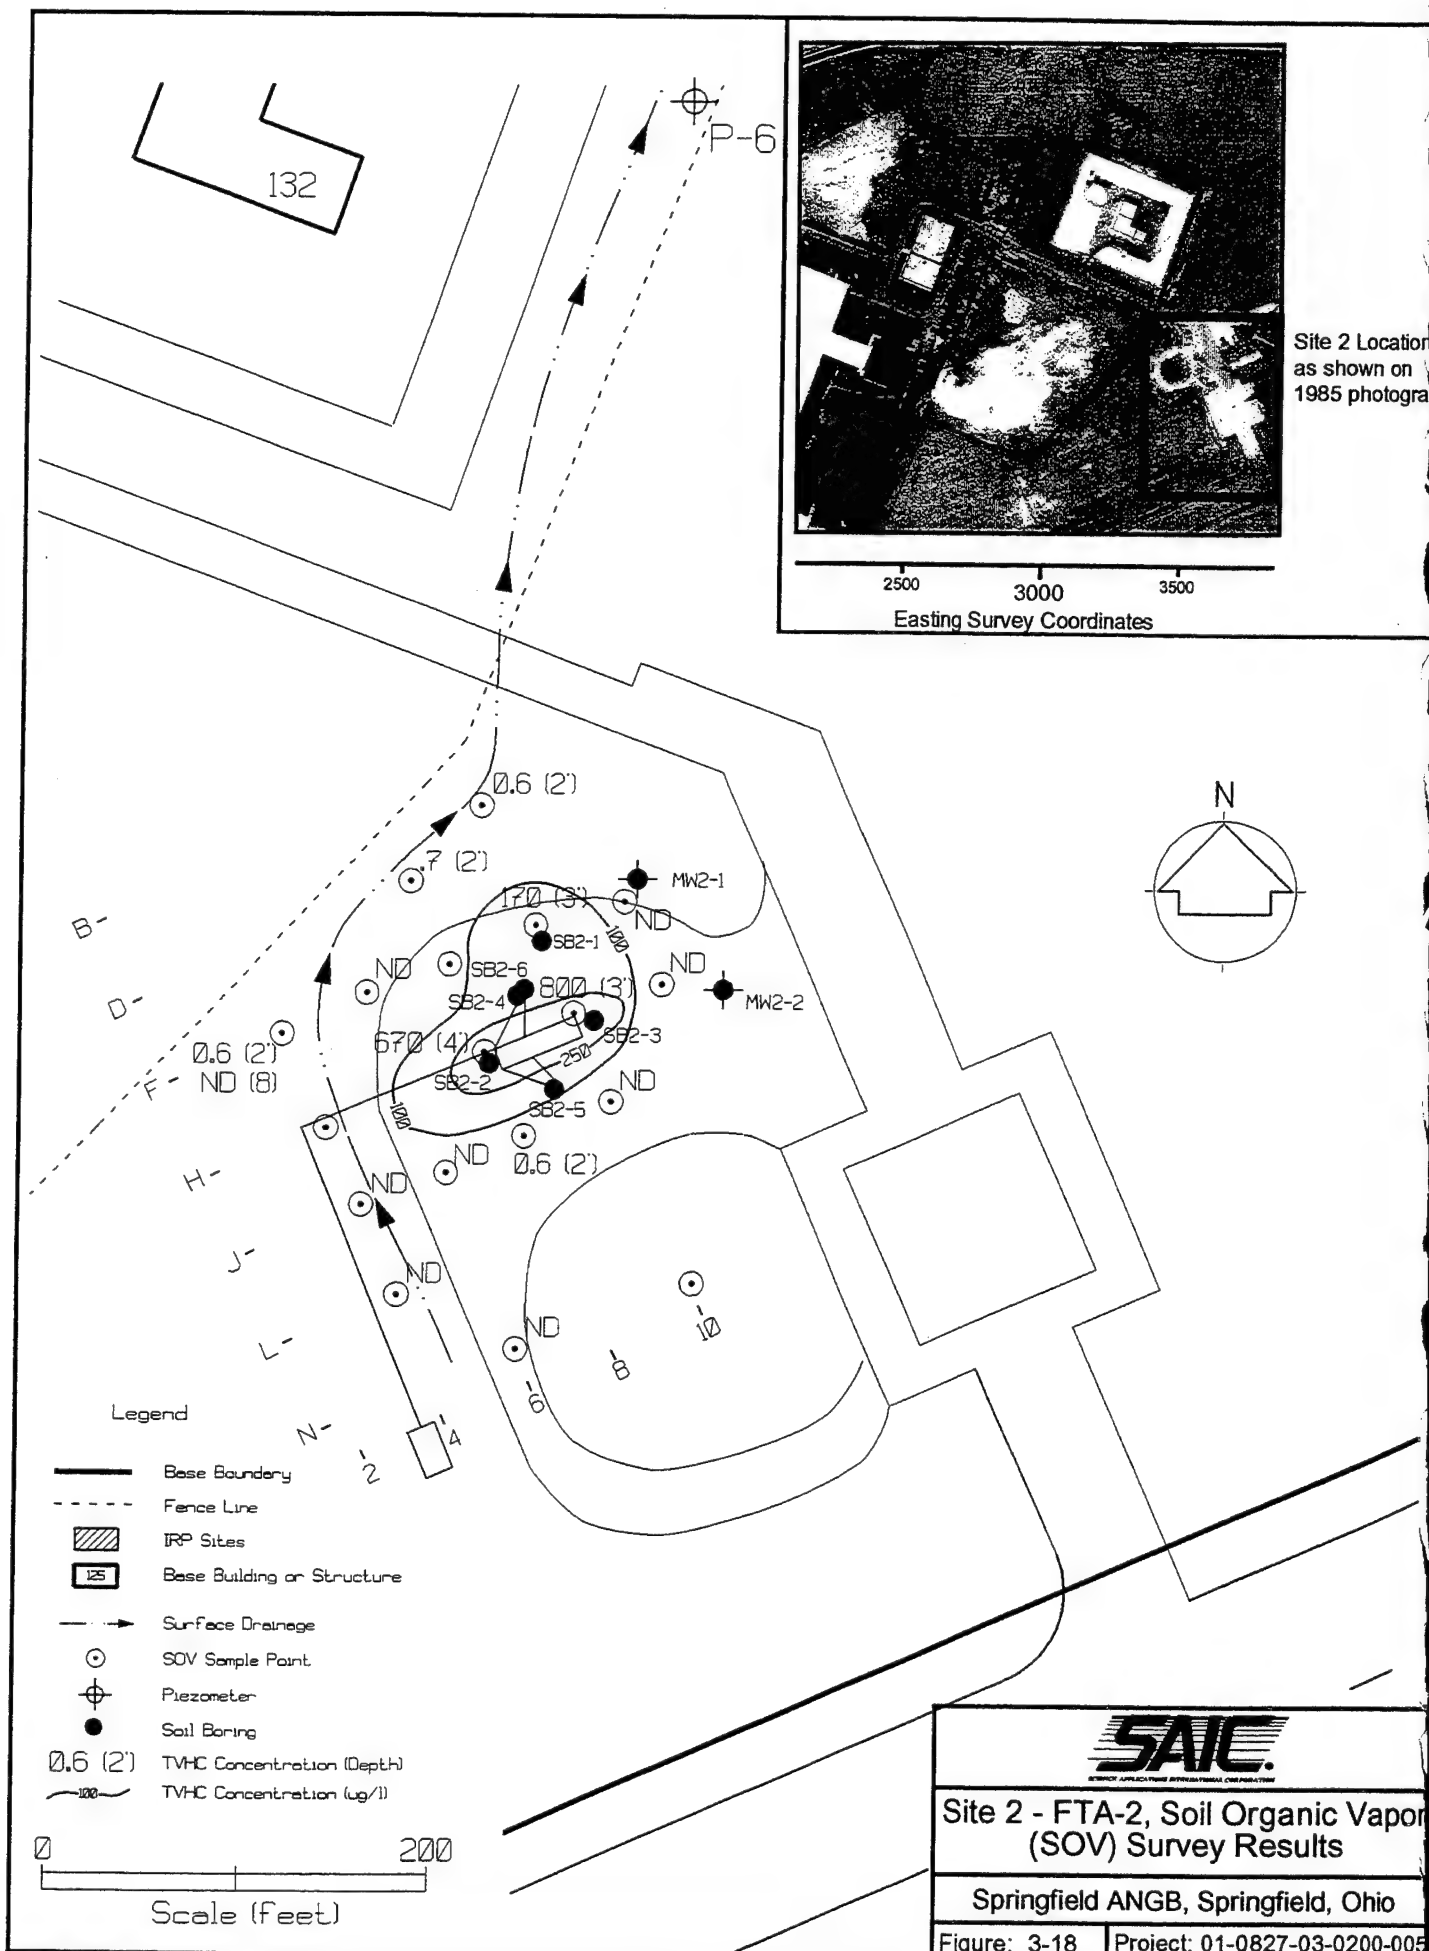 132
P-6
Site 2 Location
as shown on
1985 photogra
2500
3000
3500
Easting Survey Coordinates
N
0.6 (2')
.7 (2')
MW2-1
170 (3')
ND
100
SB2-1
B-
ND
SB2-6
ND
800 (3')
SB2-4
MW2-2
D-
SB2-3
670 (4')
0.6 (2')
250
ND (8)
F-
SB2-2
ND
SB2-5
100
ND
0.6 (2')
H-
ND
J-
ND
-10
ND
L-
-8
-6
Legend
N-
-4
-2
Base Boundary
Fence Line
IRP Sites
125
Base Building or Structure
Surface Drainage
SOV Sample Point
Piezometer
Soil Boring
0.6 (2')
TVHC Concentration (Depth)
100
TVHC Concentration (ug/l)
0
200
Scale (feet)
SAIC.
SCIENCE APPLICATIONS INTERNATIONAL CORPORATION
Site 2 - FTA-2, Soil Organic Vapor
(SOV) Survey Results
Springfield ANGB, Springfield, Ohio
Figure: 3-18
Project: 01-0827-03-0200-005